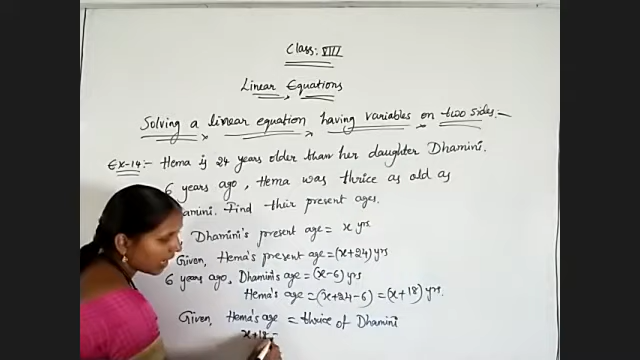 Class: VIII
Linear Equations
Solving a linear equation having variables on two sides:-
Ex-14:- Hema is 24 years older than her daughter Dhamini.
6 years ago, Hema was thrice as old as
amini. Find their present ages.
Dhamini's present age = x yrs.
Given, Hema's present age = (x+24) yrs
6 years ago, Dhamini's age = (x-6) yrs
Hema's age = (x+24-6) = (x+18) yrs.
Given, Hema's age = thrice of Dhamini
x+18 =